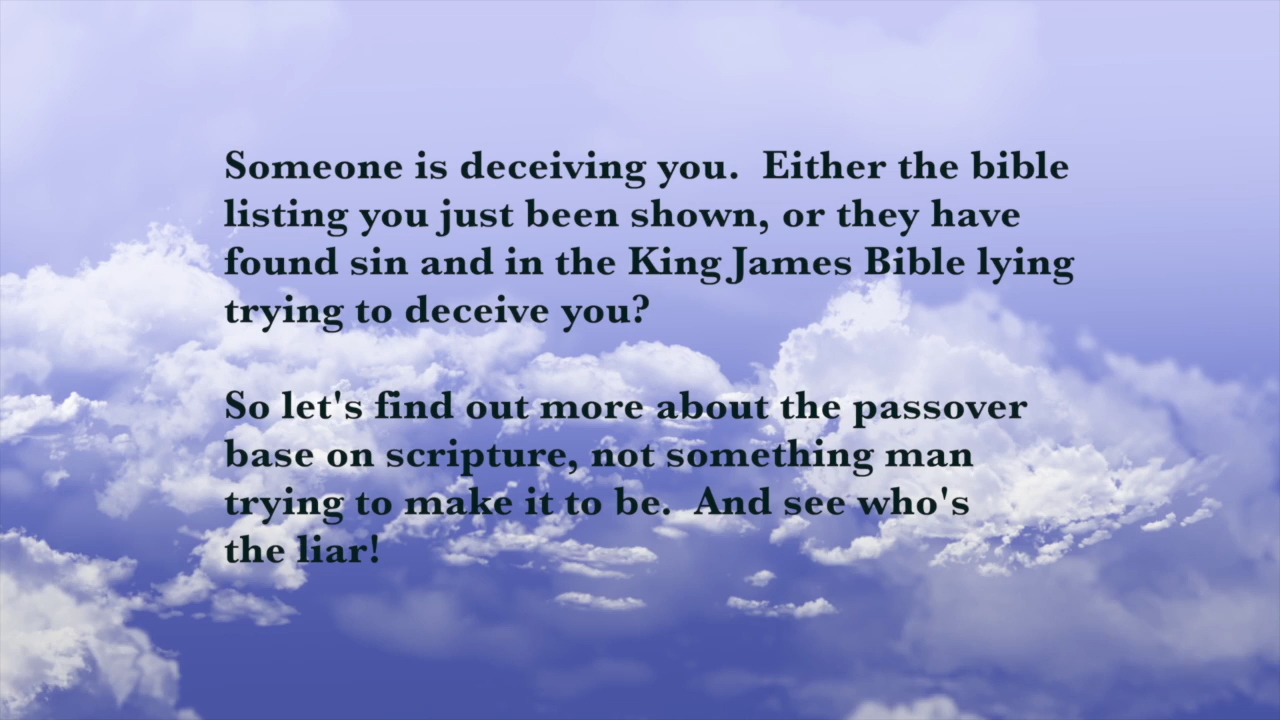 Someone is deceiving you.  Either the bible
listing you just been shown, or they have
found sin and in the King James Bible lying
trying to deceive you?
So let's find out more about the passover
base on scripture, not something man
trying to make it to be.  And see who's
the liar!